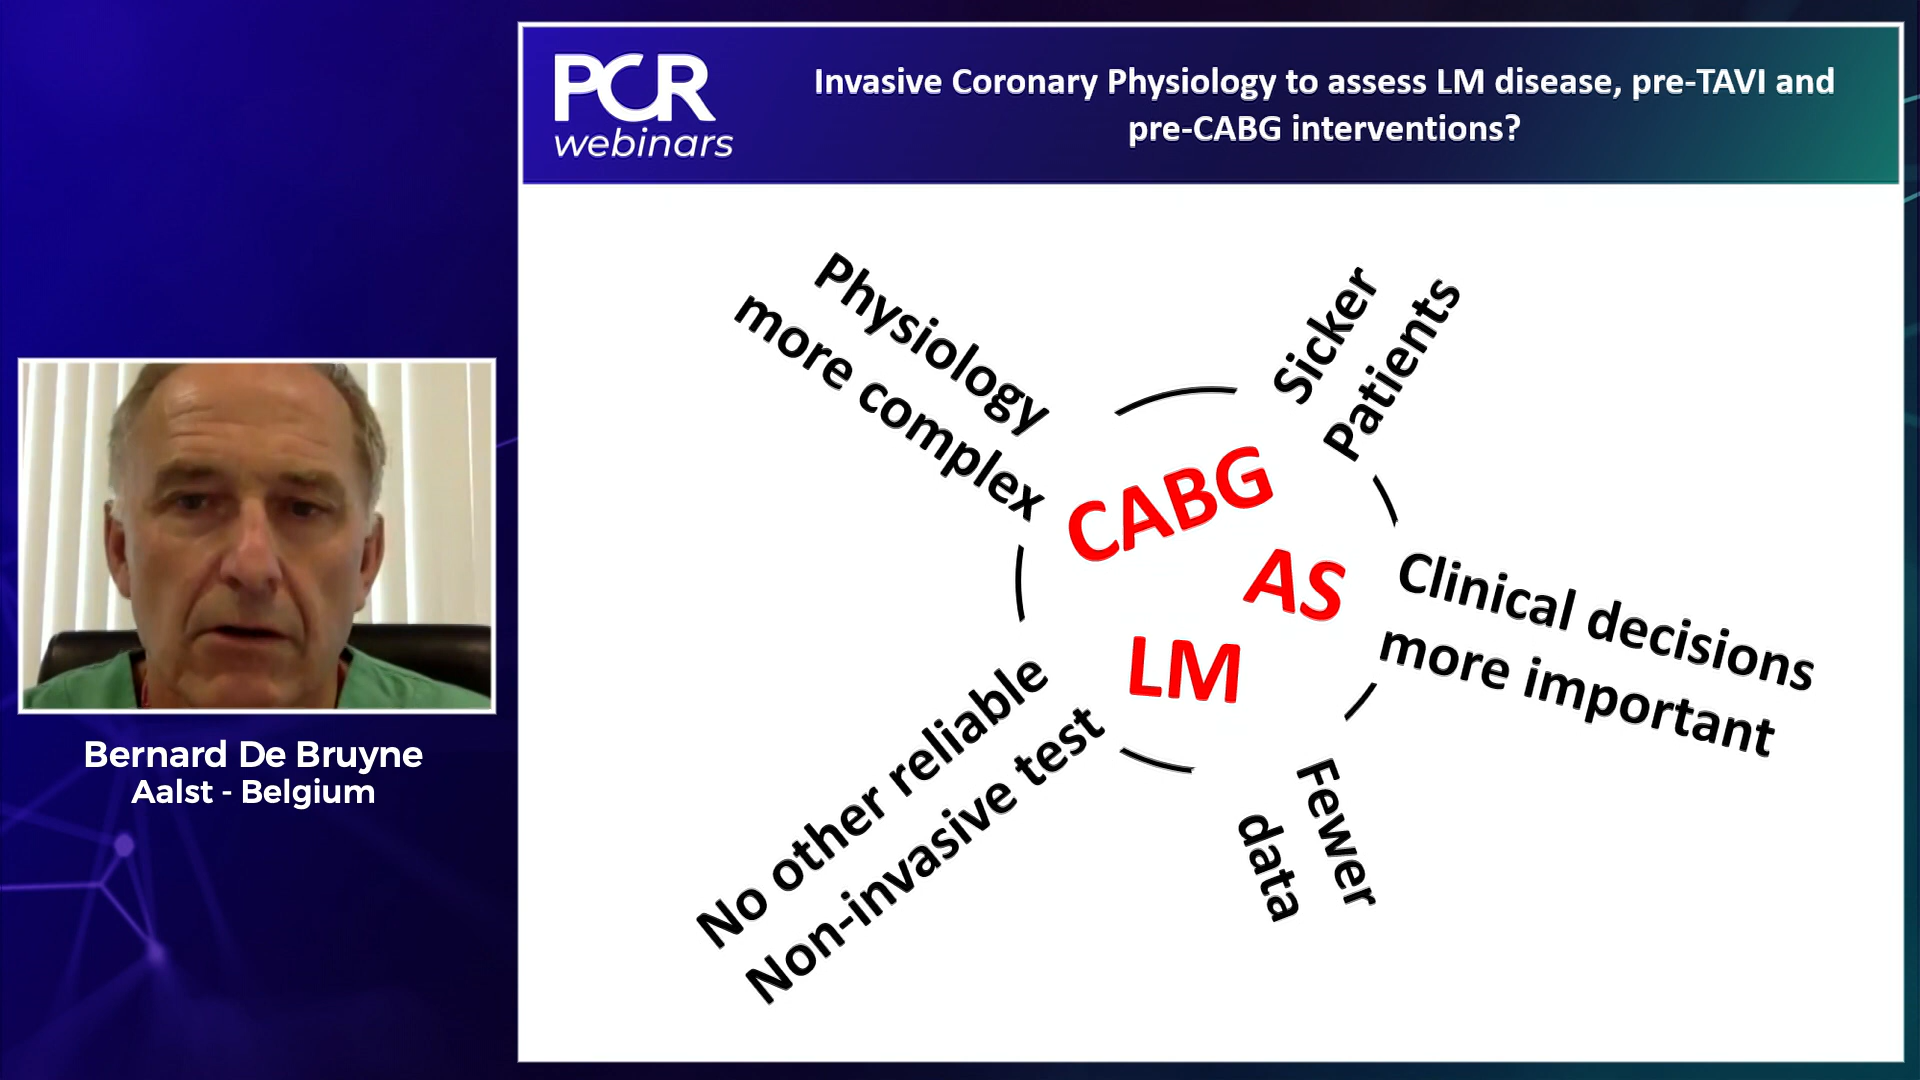 PCR
webinars
Invasive Coronary Physiology to assess LM disease, pre-TAVI and
pre-CABG interventions?
Physiology
more complex
Sicker
Patients
CABG
AS
LM
Clinical decisions
more important
No other reliable
Non-invasive test
Fewer
data
Bernard De Bruyne
Aalst - Belgium